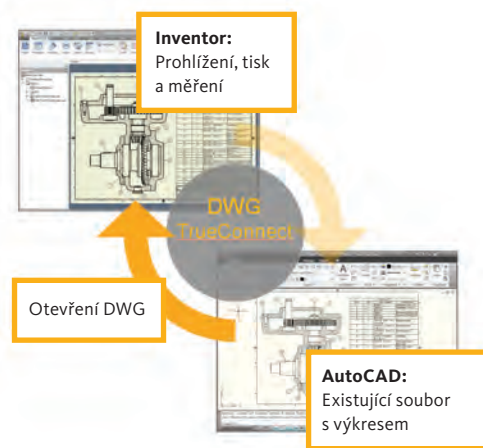 Inventor:
Prohlížení, tisk
a měření
DWG
TrueConnect
Otevření DWG
AutoCAD:
Existující soubor
s výkresem